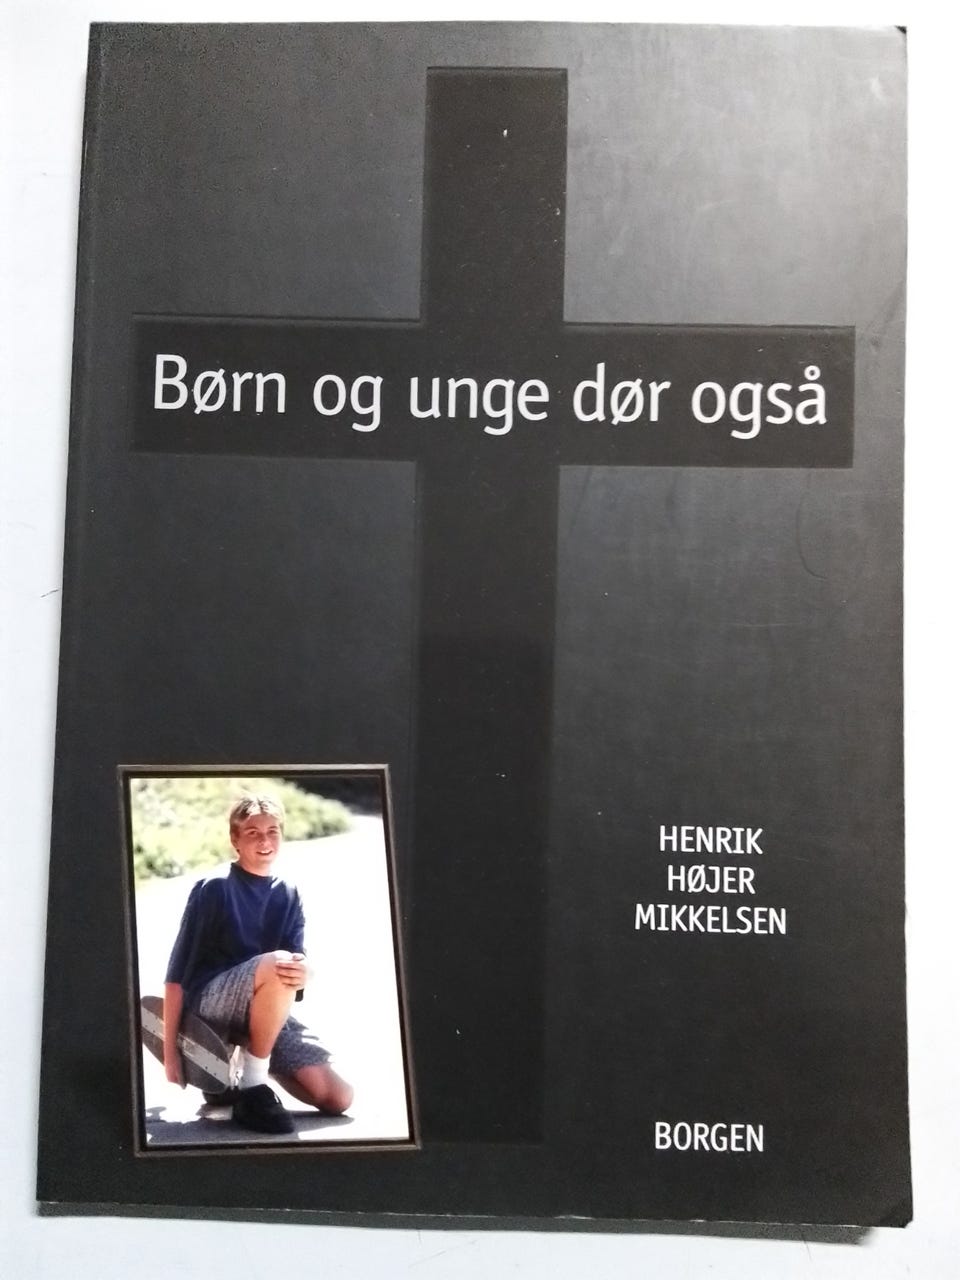 Børn og unge dør også
HENRIK
HØJER
MIKKELSEN
BORGEN